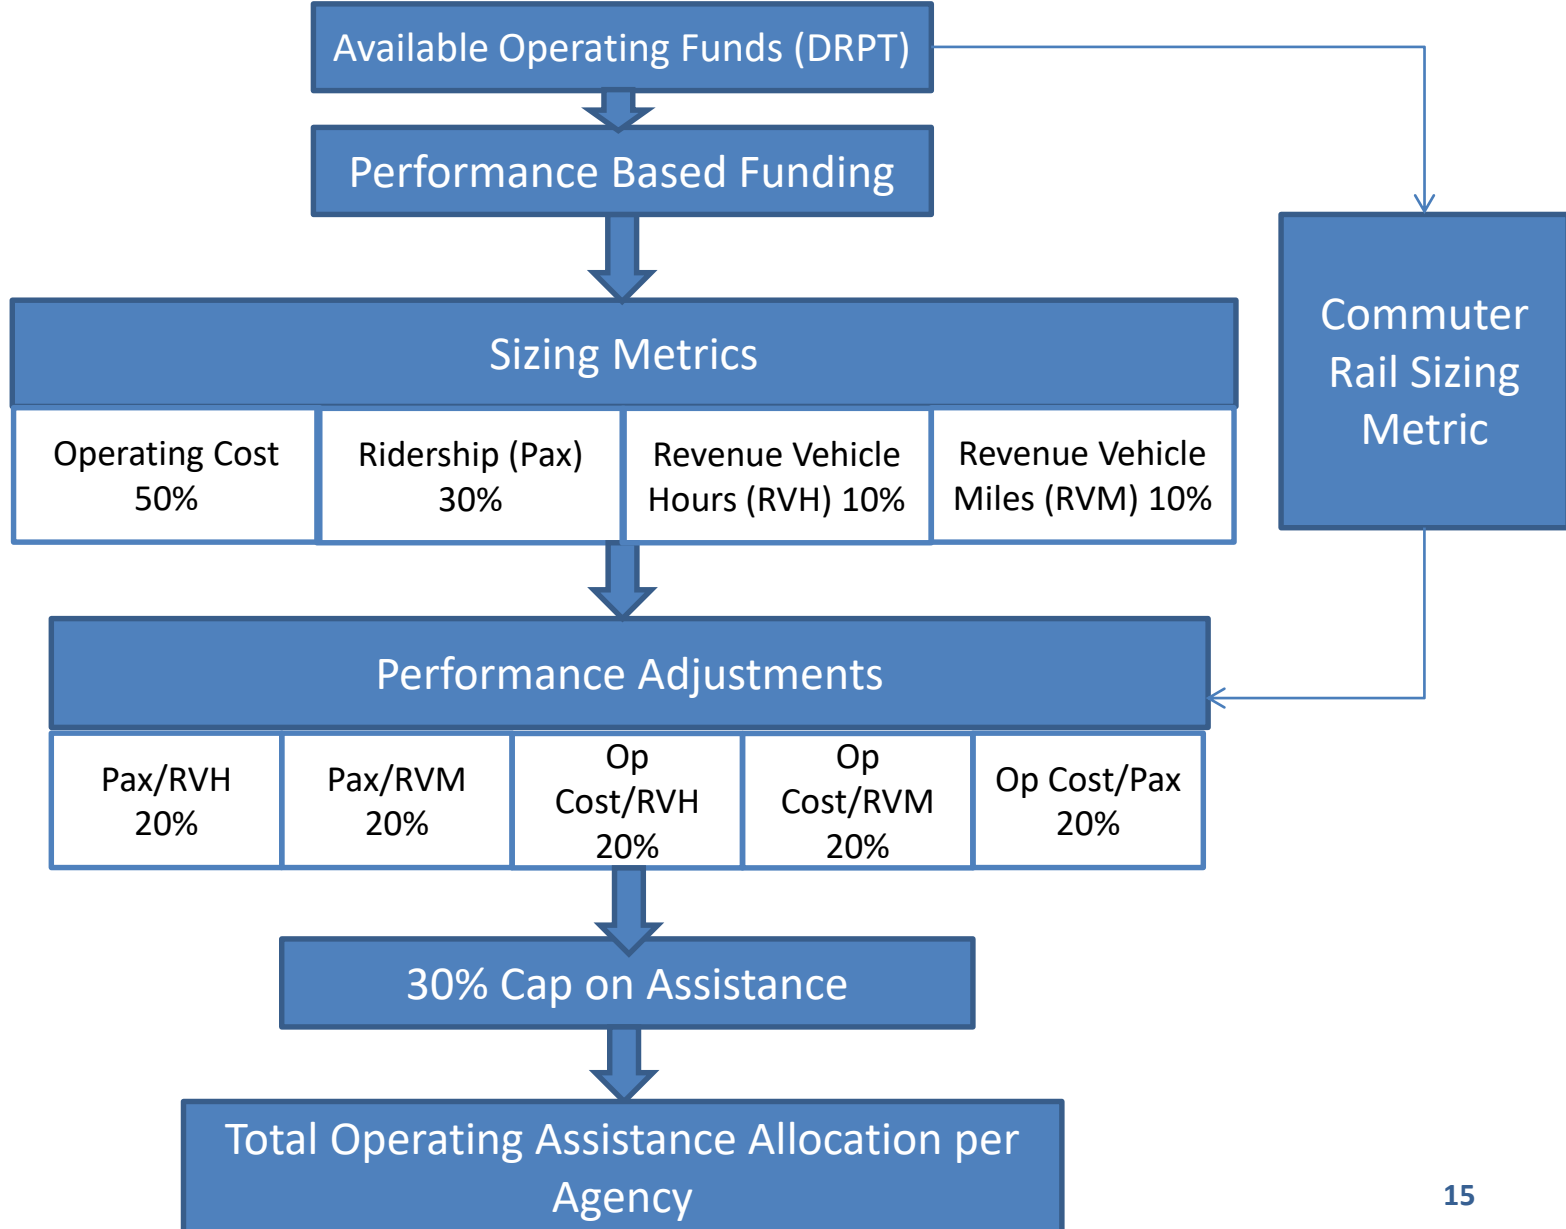 Available Operating Funds (DRPT)
Performance Based Funding
Sizing Metrics
Operating Cost
50%
Ridership (Pax)
30%
Revenue Vehicle
Hours (RVH) 10%
Revenue Vehicle
Miles (RVM) 10%
Commuter
Rail Sizing
Metric
Performance Adjustments
Pax/RVH
20%
Pax/RVM
20%
Op
Cost/RVH
20%
Op
Cost/RVM
20%
Op Cost/Pax
20%
30% Cap on Assistance
Total Operating Assistance Allocation per
Agency
15